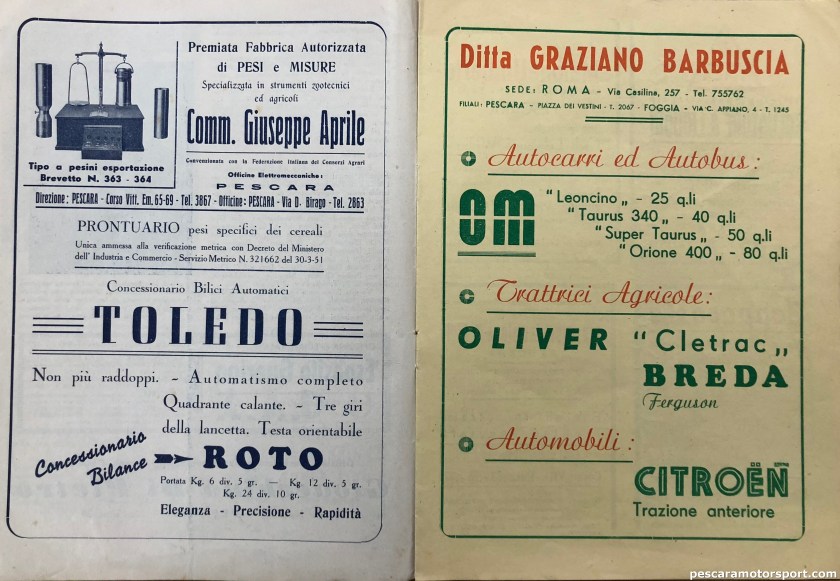 Tipo a pesini esportazione
Brevetto N. 363 - 364
Premiata Fabbrica Autorizzata
di PESI e MISURE
Specializzata in strumenti zootecnici
ed agricoli
Comm. Giuseppe Aprile
Convenzionata con la Federazione Italiana dei Consorzi Agrari
Officine Elettromeccaniche:
PESCARA
Direzione: PESCARA - Corso Vitt. Em. 65-69 - Tel. 3867 - Officine: PESCARA - Via D. Birago - Tel. 2863
PRONTUARIO pesi specifici dei cereali
Unica ammessa alla verificazione metrica con Decreto del Ministero
dell' Industria e Commercio - Servizio Metrico N. 321662 del 30-3-51
Concessionario Bilici Automatici
TOLEDO
Non più raddoppi. - Automatismo completo
Quadrante calante. - Tre giri
della lancetta. Testa orientabile
Concessionario
Bilance
ROTO
Portata Kg. 6 div. 5 gr. — Kg. 12 div. 5 gr.
Kg. 24 div. 10 gr.
Eleganza - Precisione - Rapidità
Ditta GRAZIANO BARBUSCIA
SEDE: ROMA - Via Casilina, 257 - Tel. 755762
FILIALI: PESCARA - PIAZZA DEI VESTINI - T. 2067 - FOGGIA - VIA C. APPIANO, 4 - T. 1245
Autocarri ed Autobus:
OM
"Leoncino„ - 25 q.li
"Taurus 340„ - 40 q.li
"Super Taurus„ - 50 q.li
"Orione 400„ - 80 q.li
Trattrici Agricole:
OLIVER "Cletrac„
BREDA
Ferguson
Automobili:
CITROËÑ
Trazione anteriore
pescaramotorsport.com